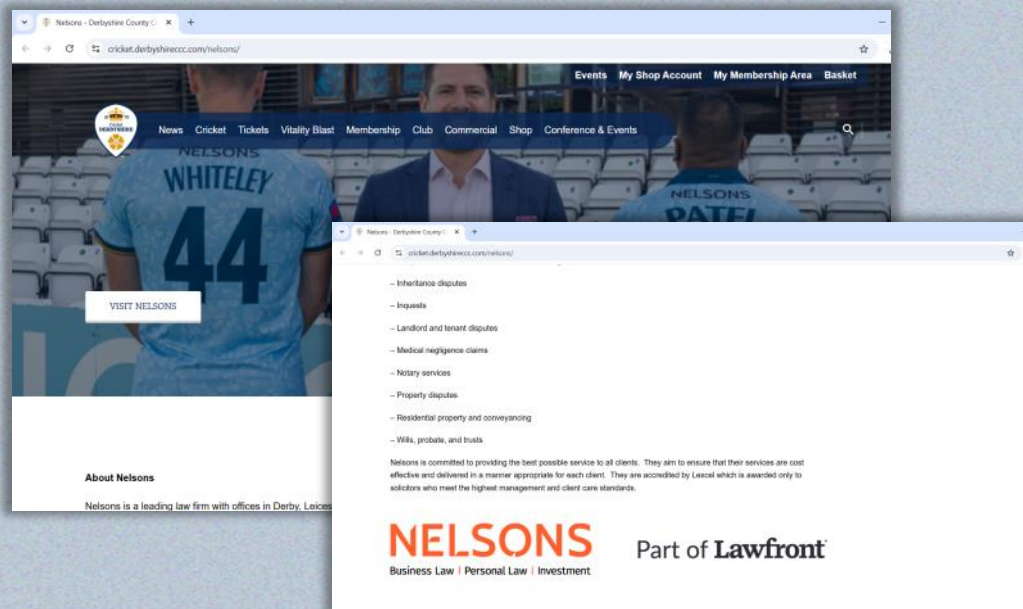 Nelsons - Derbyshire County C
cricket.derbyshireccc.com/nelsons/
Events My Shop Account My Membership Area Basket
News Cricket Tickets Vitality Blast Membership Club Commercial Shop Conference & Events
NELSONS
WHITELEY
44
NELSONS
PATEL
VISIT NELSONS
About Nelsons
Nelsons is a leading law firm with offices in Derby, Leices
Nelsons - Derbyshire County C
cricket.derbyshireccc.com/nelsons/
– Inheritance disputes
– Inquests
– Landlord and tenant disputes
– Medical negligence claims
– Notary services
– Property disputes
– Residential property and conveyancing
– Wills, probate, and trusts
Nelsons is committed to providing the best possible service to all clients. They aim to ensure that their services are cost
effective and delivered in a manner appropriate for each client. They are accredited by Lexcel which is awarded only to
solicitors who meet the highest management and client care standards.
NELSONS
Business Law | Personal Law | Investment
Part of Lawfront